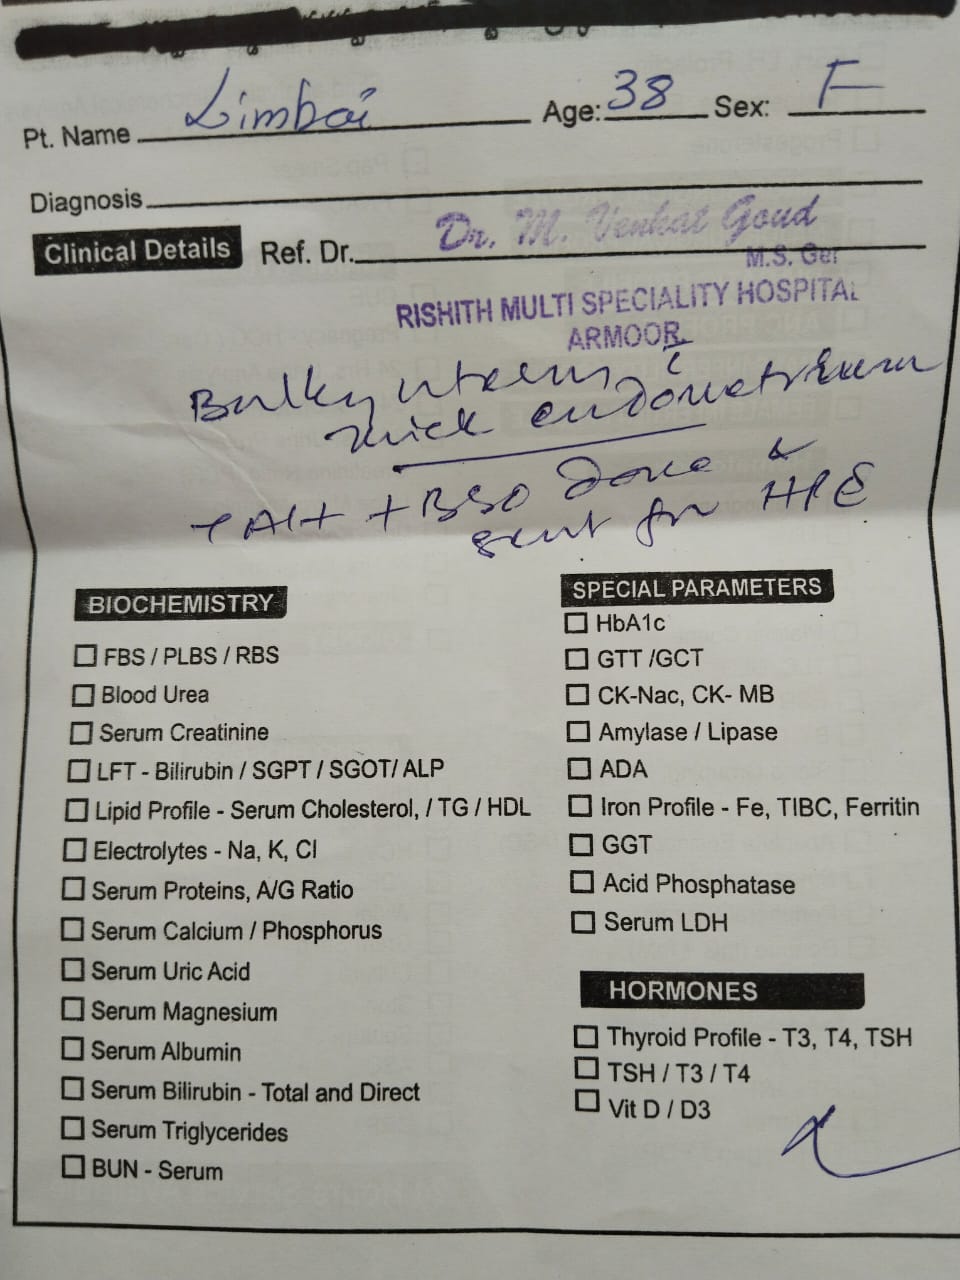 Pt. Name Limbai Age: 38 Sex: F
Diagnosis
Clinical Details Ref. Dr. Dr. M. Venkat Goud
M.S. Ger
RISHITH MULTI SPECIALITY HOSPITAL
ARMOOR.
Bulky uterus c̄
thick endometrium
TAH + BSO done &
sent for HPE
BIOCHEMISTRY
FBS / PLBS / RBS
Blood Urea
Serum Creatinine
LFT - Bilirubin / SGPT / SGOT/ ALP
Lipid Profile - Serum Cholesterol, / TG / HDL
Electrolytes - Na, K, Cl
Serum Proteins, A/G Ratio
Serum Calcium / Phosphorus
Serum Uric Acid
Serum Magnesium
Serum Albumin
Serum Bilirubin - Total and Direct
Serum Triglycerides
BUN - Serum
SPECIAL PARAMETERS
HbA1c
GTT /GCT
CK-Nac, CK- MB
Amylase / Lipase
ADA
Iron Profile - Fe, TIBC, Ferritin
GGT
Acid Phosphatase
Serum LDH
HORMONES
Thyroid Profile - T3, T4, TSH
TSH / T3 / T4
Vit D / D3